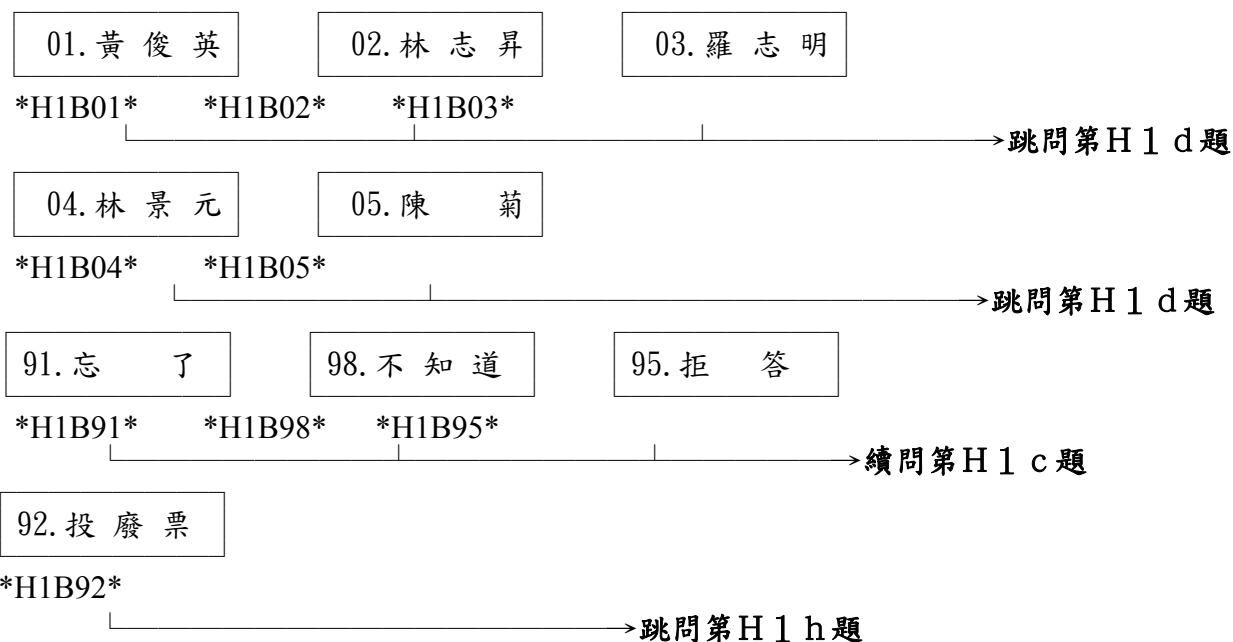 01.黃 俊 英 02.林 志 昇 03.羅 志 明
*H1B01* *H1B02* *H1B03*
→跳問第H1d題
04.林 景 元 05.陳 菊
*H1B04* *H1B05*
→跳問第H1d題
91.忘 了 98.不 知 道 95.拒 答
*H1B91* *H1B98* *H1B95*
→續問第H1c題
92.投 廢 票
*H1B92*
→跳問第H1h題